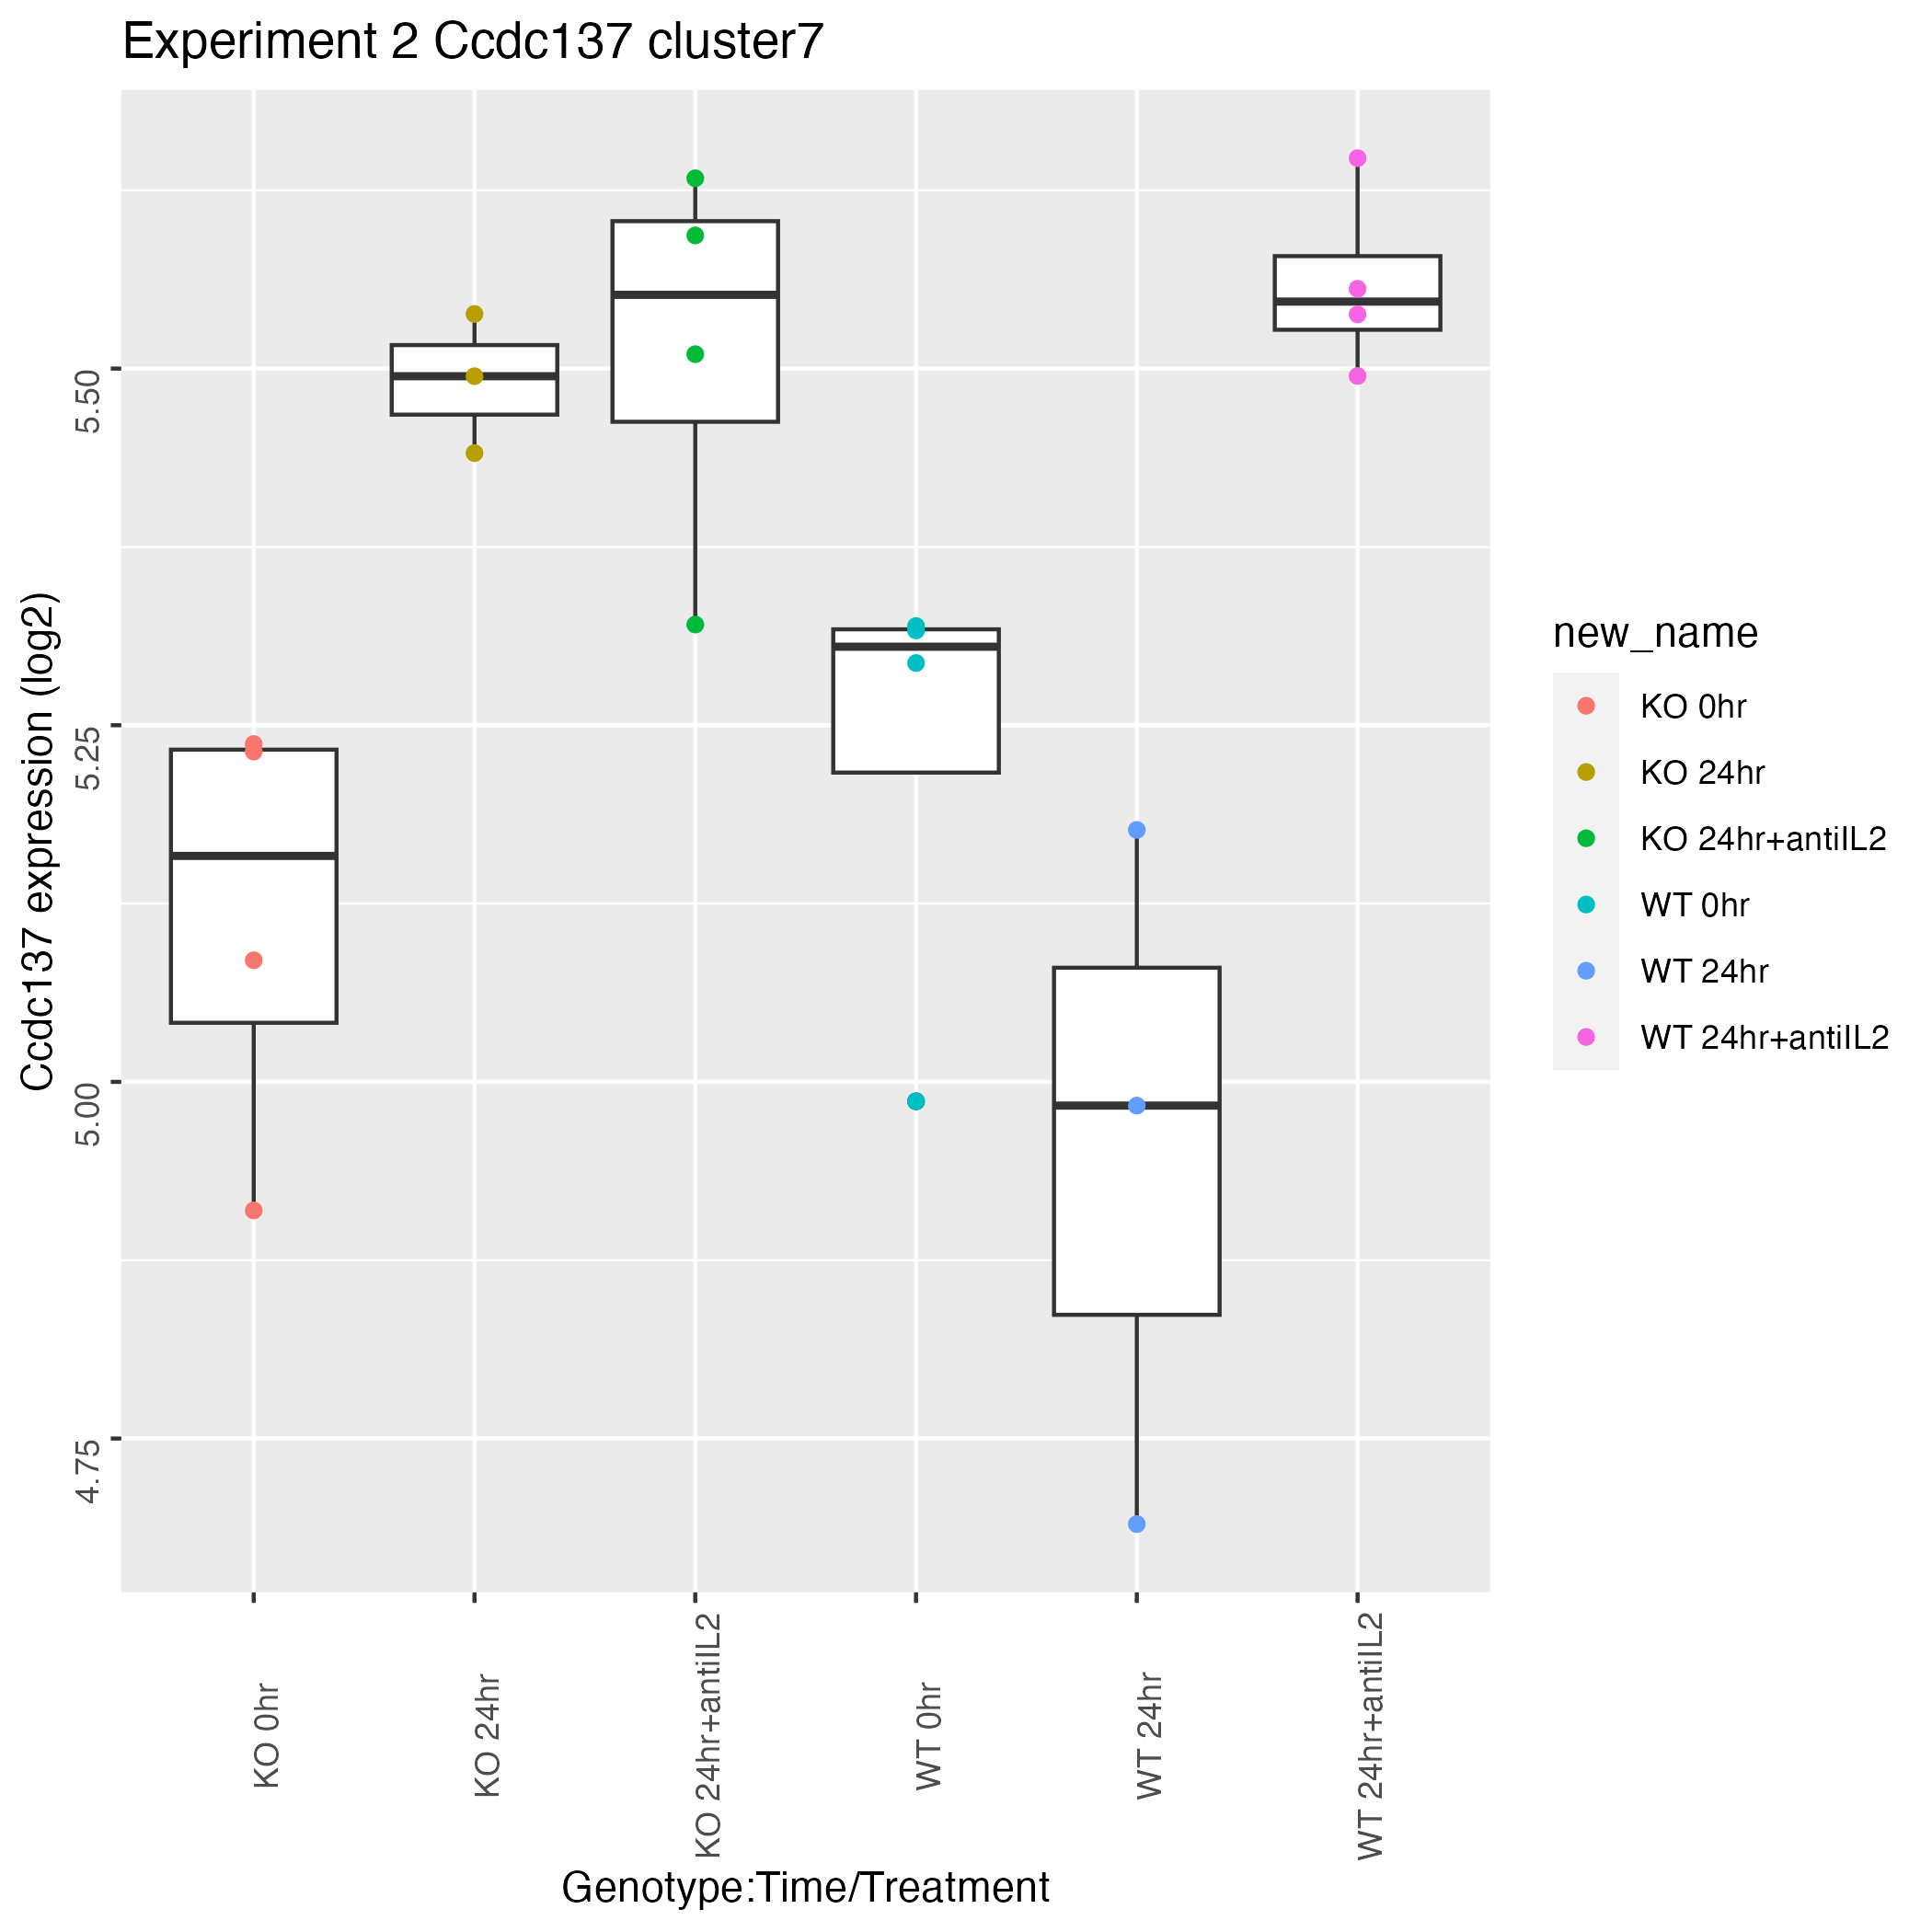 Experiment 2 Ccdc137 cluster7
Ccdc137 expression (log2)
5.50
5.25
5.00
4.75
KO 0hr
KO 24hr
KO 24hr+antiIL2
WT 0hr
WT 24hr
WT 24hr+antiIL2
Genotype:Time/Treatment
new_name
KO 0hr
KO 24hr
KO 24hr+antiIL2
WT 0hr
WT 24hr
WT 24hr+antiIL2